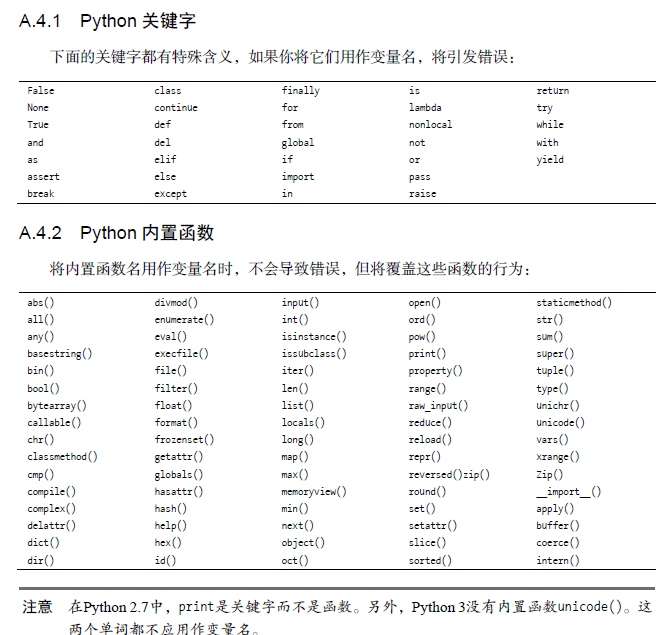 A.4.1 Python 关键字
下面的关键字都有特殊含义，如果你将它们用作变量名，将引发错误：
False class finally is return
None continue for lambda try
True def from nonlocal while
and del global not with
as elif if or yield
assert else import pass
break except in raise
A.4.2 Python 内置函数
将内置函数名用作变量名时，不会导致错误，但将覆盖这些函数的行为：
abs() divmod() input() open() staticmethod()
all() enumerate() int() ord() str()
any() eval() isinstance() pow() sum()
basestring() execfile() issubclass() print() super()
bin() file() iter() property() tuple()
bool() filter() len() range() type()
bytearray() float() list() raw_input() unichr()
callable() format() locals() reduce() unicode()
chr() frozenset() long() reload() vars()
classmethod() getattr() map() repr() xrange()
cmp() globals() max() reversed()zip() Zip()
compile() hasattr() memoryview() round() __import__()
complex() hash() min() set() apply()
delattr() help() next() setattr() buffer()
dict() hex() object() slice() coerce()
dir() id() oct() sorted() intern()
注意 在Python 2.7中，print是关键字而不是函数。另外，Python 3没有内置函数unicode()。这
两个单词都不应用作变量名。